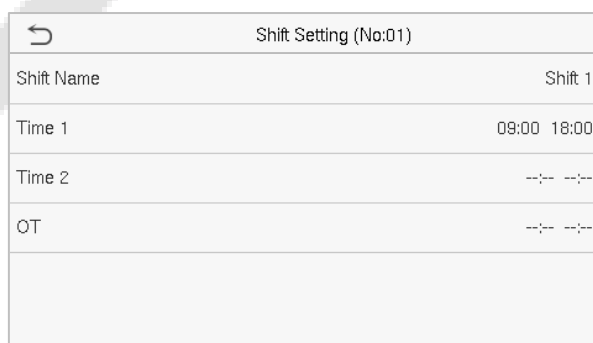 Shift Setting (No:01)
Shift Name Shift 1
Time 1 09:00 18:00
Time 2 --:-- --:--
OT --:-- --:--